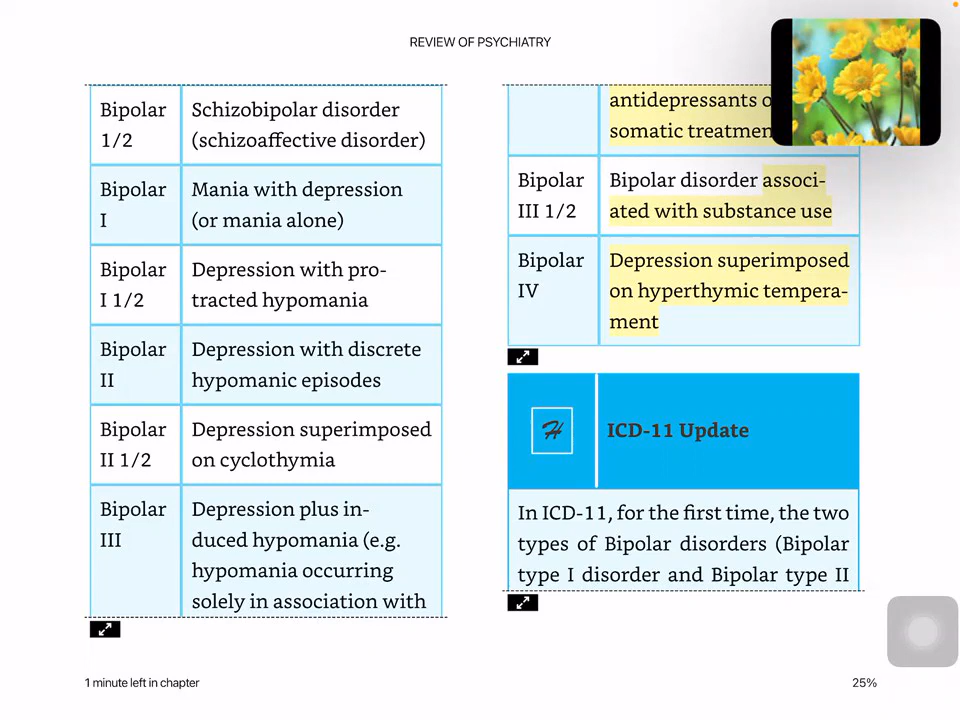 REVIEW OF PSYCHIATRY
Bipolar 1/2
Schizobipolar disorder
(schizoaffective disorder)
Bipolar I
Mania with depression
(or mania alone)
Bipolar I 1/2
Depression with pro-
tracted hypomania
Bipolar II
Depression with discrete
hypomanic episodes
Bipolar II 1/2
Depression superimposed
on cyclothymia
Bipolar III
Depression plus in-
duced hypomania (e.g.
hypomania occurring
solely in association with
antidepressants
somatic
Bipolar III 1/2
Bipolar disorder associ-
ated with substance use
Bipolar IV
Depression superimposed
on hyperthymic tempera-
ment
H
ICD-11 Update
In ICD-11, for the first time, the two
types of Bipolar disorders (Bipolar
type I disorder and Bipolar type II
1 minute left in chapter
25%